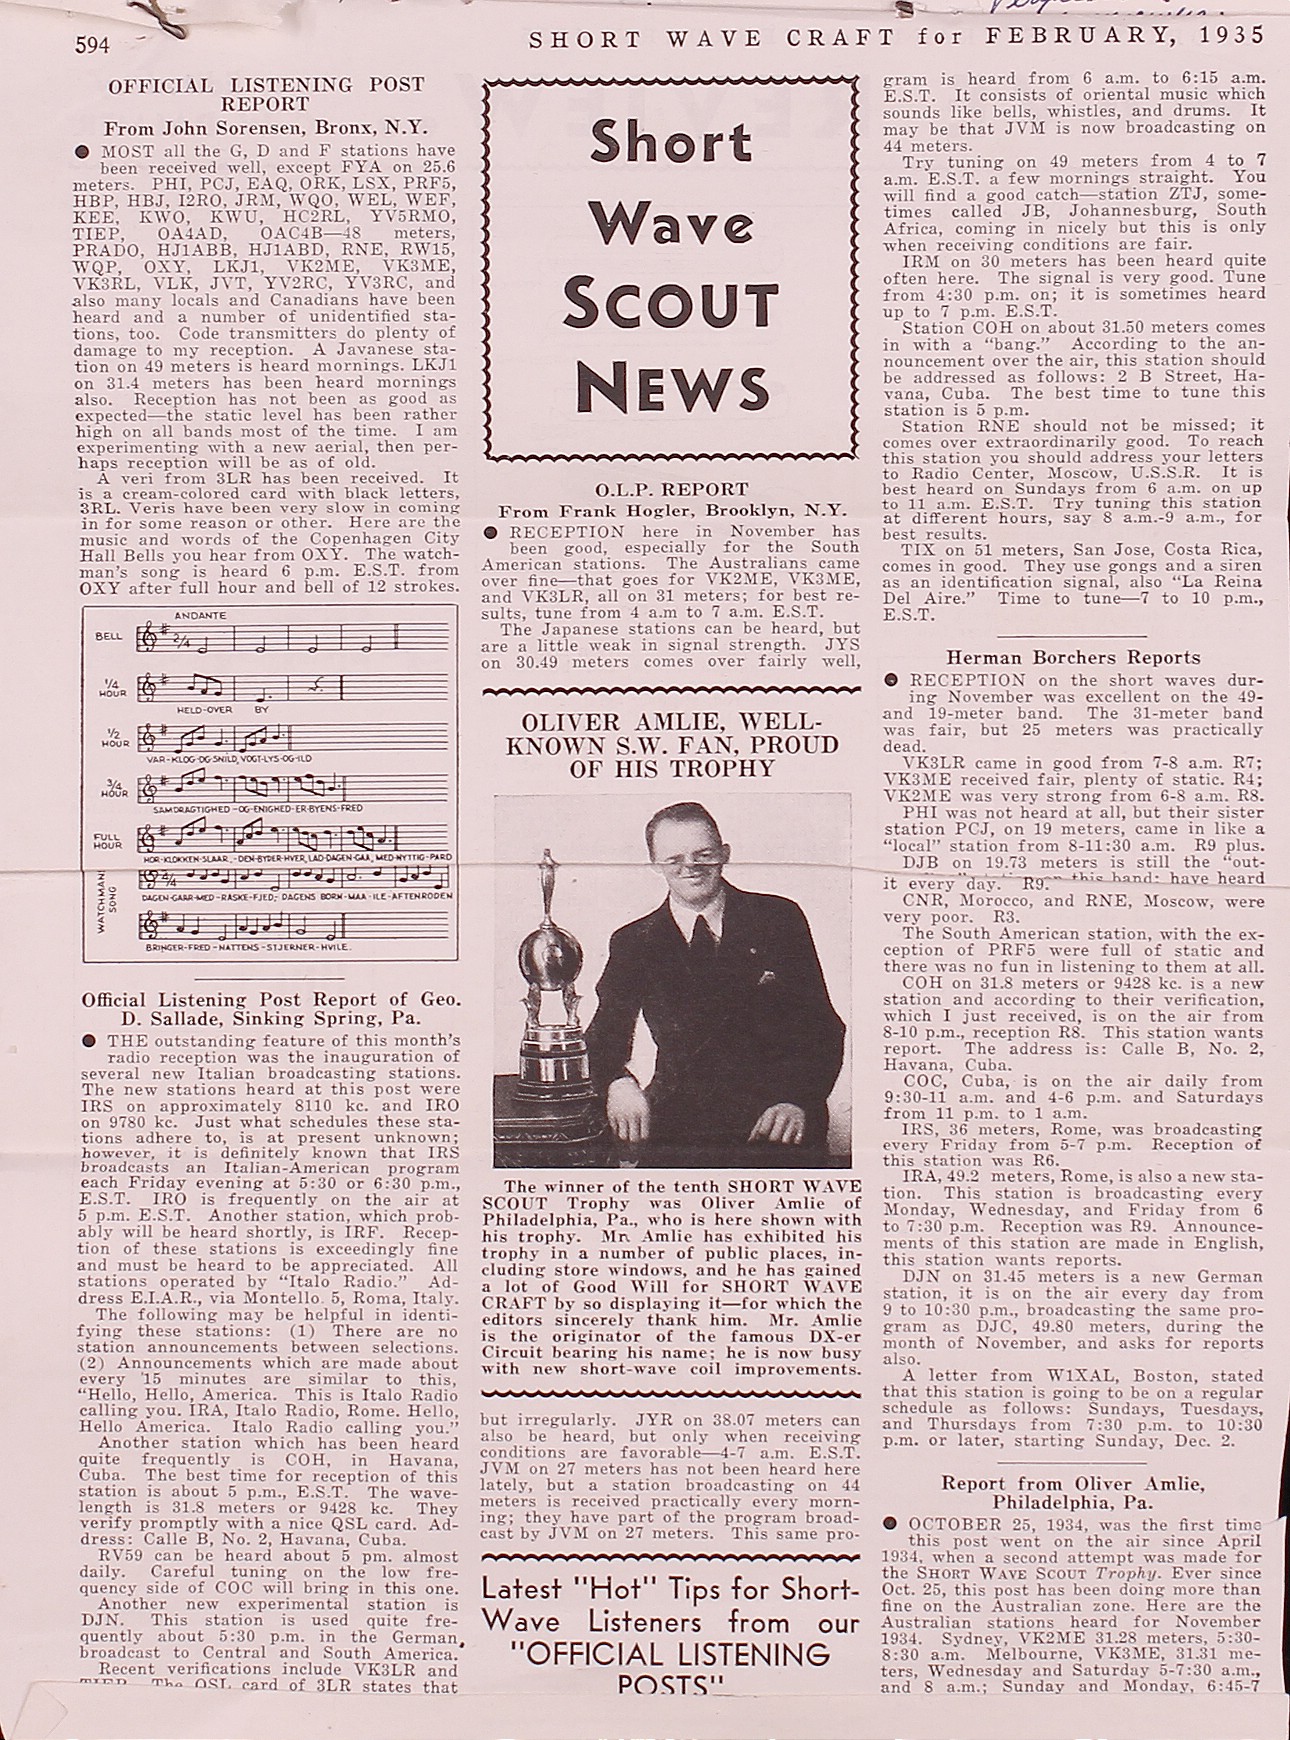 594
SHORT WAVE CRAFT for FEBRUARY, 1935
OFFICIAL LISTENING POST
REPORT
From John Sorensen, Bronx, N.Y.
● MOST all the G, D and F stations have
been received well, except FYA on 25.6
meters. PHI, PCJ, EAQ, ORK, LSX, PRF5,
HBP, HBJ, I2RO, JRM, WQO, WEL, WEF,
KEE, KWO, KWU, HC2RL, YV5RMO,
TIEP, OA4AD, OAC4B—48 meters,
PRADO, HJ1ABB, HJ1ABD, RNE, RW15,
WQP, OXY, LKJ1, VK2ME, VK3ME,
VK3RL, VLK, JVT, YV2RC, YV3RC, and
also many locals and Canadians have been
heard and a number of unidentified sta-
tions, too. Code transmitters do plenty of
damage to my reception. A Javanese sta-
tion on 49 meters is heard mornings. LKJ1
on 31.4 meters has been heard mornings
also. Reception has not been as good as
expected—the static level has been rather
high on all bands most of the time. I am
experimenting with a new aerial, then per-
haps reception will be as of old.
A veri from 3LR has been received. It
is a cream-colored card with black letters,
3RL. Veris have been very slow in coming
in for some reason or other. Here are the
music and words of the Copenhagen City
Hall Bells you hear from OXY. The watch-
man's song is heard 6 p.m. E.S.T. from
OXY after full hour and bell of 12 strokes.
ANDANTE
BELL 2/4
1/4 HOUR
HELD-OVER BY
1/2 HOUR
VAR-KLOG-OG-SNILD, VOGT-LYS-OG-ILD
3/4 HOUR
SAMDRAGTIGHED-OG-ENIGHED-ER-BYENS-FRED
FULL HOUR
HOR-KLOKKEN-SLAAR,-DEN-BYDER-HVER, LAD-DAGEN-GAA, MED-NYTTIG-PARD
WATCHMAN SONG
DAGEN-GAAR-MED-RASKE-FJED;- DAGENS BORN-MAA-ILE-AFTENRODEN
BRINGER-FRED-NATTENS-STJERNER-HVILE.
Official Listening Post Report of Geo.
D. Sallade, Sinking Spring, Pa.
● THE outstanding feature of this month's
radio reception was the inauguration of
several new Italian broadcasting stations.
The new stations heard at this post were
IRS on approximately 8110 kc. and IRO
on 9780 kc. Just what schedules these sta-
tions adhere to, is at present unknown;
however, it is definitely known that IRS
broadcasts an Italian-American program
each Friday evening at 5:30 or 6:30 p.m.,
E.S.T. IRO is frequently on the air at
5 p.m. E.S.T. Another station, which prob-
ably will be heard shortly, is IRF. Recep-
tion of these stations is exceedingly fine
and must be heard to be appreciated. All
stations operated by "Italo Radio." Ad-
dress E.I.A.R., via Montello 5, Roma, Italy.
The following may be helpful in identi-
fying these stations: (1) There are no
station announcements between selections.
(2) Announcements which are made about
every 15 minutes are similar to this,
"Hello, Hello, America. This is Italo Radio
calling you. IRA, Italo Radio, Rome. Hello,
Hello America. Italo Radio calling you."
Another station which has been heard
quite frequently is COH, in Havana,
Cuba. The best time for reception of this
station is about 5 p.m., E.S.T. The wave-
length is 31.8 meters or 9428 kc. They
verify promptly with a nice QSL card. Ad-
dress: Calle B, No. 2, Havana, Cuba.
RV59 can be heard about 5 pm. almost
daily. Careful tuning on the low fre-
quency side of COC will bring in this one.
Another new experimental station is
DJN. This station is used quite fre-
quently about 5:30 p.m. in the German
broadcast to Central and South America.
Recent verifications include VK3LR and
TIEP. The QSL card of 3LR states that
Short
Wave
SCOUT
NEWS
O.L.P. REPORT
From Frank Hogler, Brooklyn, N.Y.
● RECEPTION here in November has
been good, especially for the South
American stations. The Australians came
over fine—that goes for VK2ME, VK3ME,
and VK3LR, all on 31 meters; for best re-
sults, tune from 4 a.m to 7 a.m. E.S.T.
The Japanese stations can be heard, but
are a little weak in signal strength. JYS
on 30.49 meters comes over fairly well,
OLIVER AMLIE, WELL-
KNOWN S.W. FAN, PROUD
OF HIS TROPHY
The winner of the tenth SHORT WAVE
SCOUT Trophy was Oliver Amlie of
Philadelphia, Pa., who is here shown with
his trophy. Mr. Amlie has exhibited his
trophy in a number of public places, in-
cluding store windows, and he has gained
a lot of Good Will for SHORT WAVE
CRAFT by so displaying it—for which the
editors sincerely thank him. Mr. Amlie
is the originator of the famous DX-er
Circuit bearing his name; he is now busy
with new short-wave coil improvements.
but irregularly. JYR on 38.07 meters can
also be heard, but only when receiving
conditions are favorable—4-7 a.m. E.S.T.
JVM on 27 meters has not been heard here
lately, but a station broadcasting on 44
meters is received practically every morn-
ing; they have part of the program broad-
cast by JVM on 27 meters. This same pro-
Latest "Hot" Tips for Short-
Wave Listeners from our
"OFFICIAL LISTENING
POSTS"
gram is heard from 6 a.m. to 6:15 a.m.
E.S.T. It consists of oriental music which
sounds like bells, whistles, and drums. It
may be that JVM is now broadcasting on
44 meters.
Try tuning on 49 meters from 4 to 7
a.m. E.S.T. a few mornings straight. You
will find a good catch—station ZTJ, some-
times called JB, Johannesburg, South
Africa, coming in nicely but this is only
when receiving conditions are fair.
IRM on 30 meters has been heard quite
often here. The signal is very good. Tune
from 4:30 p.m. on; it is sometimes heard
up to 7 p.m. E.S.T.
Station COH on about 31.50 meters comes
in with a "bang." According to the an-
nouncement over the air, this station should
be addressed as follows: 2 B Street, Ha-
vana, Cuba. The best time to tune this
station is 5 p.m.
Station RNE should not be missed; it
comes over extraordinarily good. To reach
this station you should address your letters
to Radio Center, Moscow, U.S.S.R. It is
best heard on Sundays from 6 a.m. on up
to 11 a.m. E.S.T. Try tuning this station
at different hours, say 8 a.m.-9 a.m., for
best results.
TIX on 51 meters, San Jose, Costa Rica,
comes in good. They use gongs and a siren
as an identification signal, also "La Reina
Del Aire." Time to tune—7 to 10 p.m.,
E.S.T.
Herman Borchers Reports
● RECEPTION on the short waves dur-
ing November was excellent on the 49-
and 19-meter band. The 31-meter band
was fair, but 25 meters was practically
dead.
VK3LR came in good from 7-8 a.m. R7;
VK3ME received fair, plenty of static. R4;
VK2ME was very strong from 6-8 a.m. R8.
PHI was not heard at all, but their sister
station PCJ, on 19 meters, came in like a
"local" station from 8-11:30 a.m. R9 plus.
DJB on 19.73 meters is still the "out-
this band; have heard
it every day. R9.
CNR, Morocco, and RNE, Moscow, were
very poor. R3.
The South American station, with the ex-
ception of PRF5 were full of static and
there was no fun in listening to them at all.
COH on 31.8 meters or 9428 kc. is a new
station and according to their verification,
which I just received, is on the air from
8-10 p.m., reception R8. This station wants
report. The address is: Calle B, No. 2,
Havana, Cuba.
COC, Cuba, is on the air daily from
9:30-11 a.m. and 4-6 p.m. and Saturdays
from 11 p.m. to 1 a.m.
IRS, 36 meters, Rome, was broadcasting
every Friday from 5-7 p.m. Reception of
this station was R6.
IRA, 49.2 meters, Rome, is also a new sta-
tion. This station is broadcasting every
Monday, Wednesday, and Friday from 6
to 7:30 p.m. Reception was R9. Announce-
ments of this station are made in English,
this station wants reports.
DJN on 31.45 meters is a new German
station, it is on the air every day from
9 to 10:30 p.m., broadcasting the same pro-
gram as DJC, 49.80 meters, during the
month of November, and asks for reports
also.
A letter from W1XAL, Boston, stated
that this station is going to be on a regular
schedule as follows: Sundays, Tuesdays,
and Thursdays from 7:30 p.m. to 10:30
p.m. or later, starting Sunday, Dec. 2.
Report from Oliver Amlie,
Philadelphia, Pa.
● OCTOBER 25, 1934, was the first time
this post went on the air since April
1934, when a second attempt was made for
the SHORT WAVE SCOUT Trophy. Ever since
Oct. 25, this post has been doing more than
fine on the Australian zone. Here are the
Australian stations heard for November
1934. Sydney, VK2ME 31.28 meters, 5:30-
8:30 a.m. Melbourne, VK3ME, 31.31 me-
ters, Wednesday and Saturday 5-7:30 a.m.,
and 8 a.m.; Sunday and Monday, 6:45-7